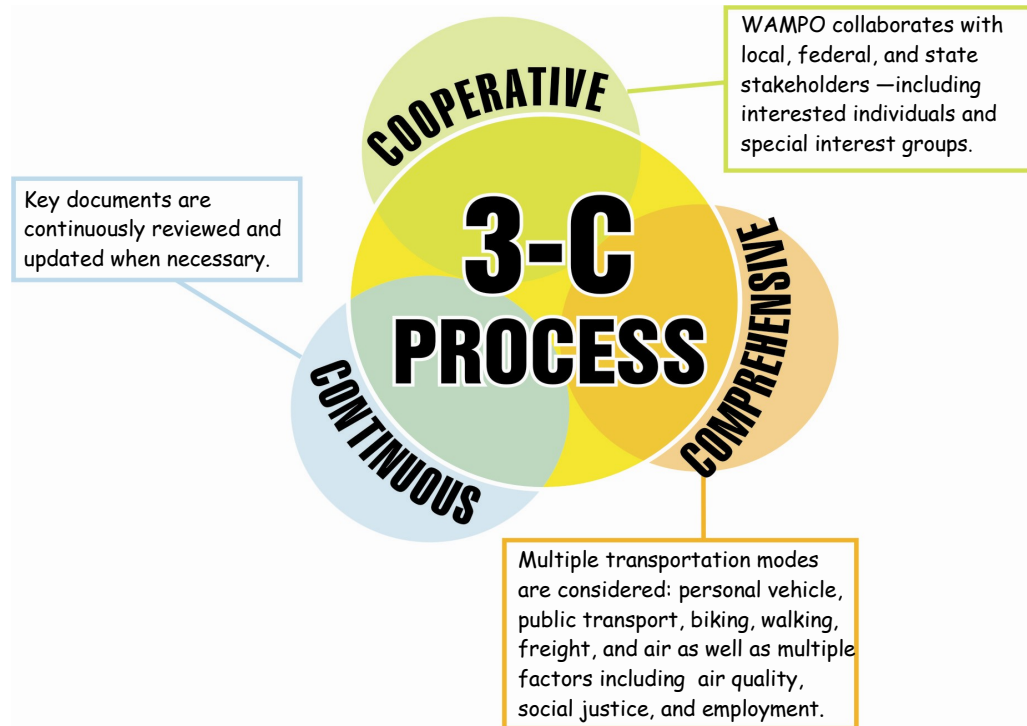 WAMPO collaborates with
local, federal, and state
stakeholders —including
interested individuals and
special interest groups.
COOPERATIVE
Key documents are
continuously reviewed and
updated when necessary.
3-C
PROCESS
COMPREHENSIVE
CONTINUOUS
Multiple transportation modes
are considered: personal vehicle,
public transport, biking, walking,
freight, and air as well as multiple
factors including  air quality,
social justice, and employment.